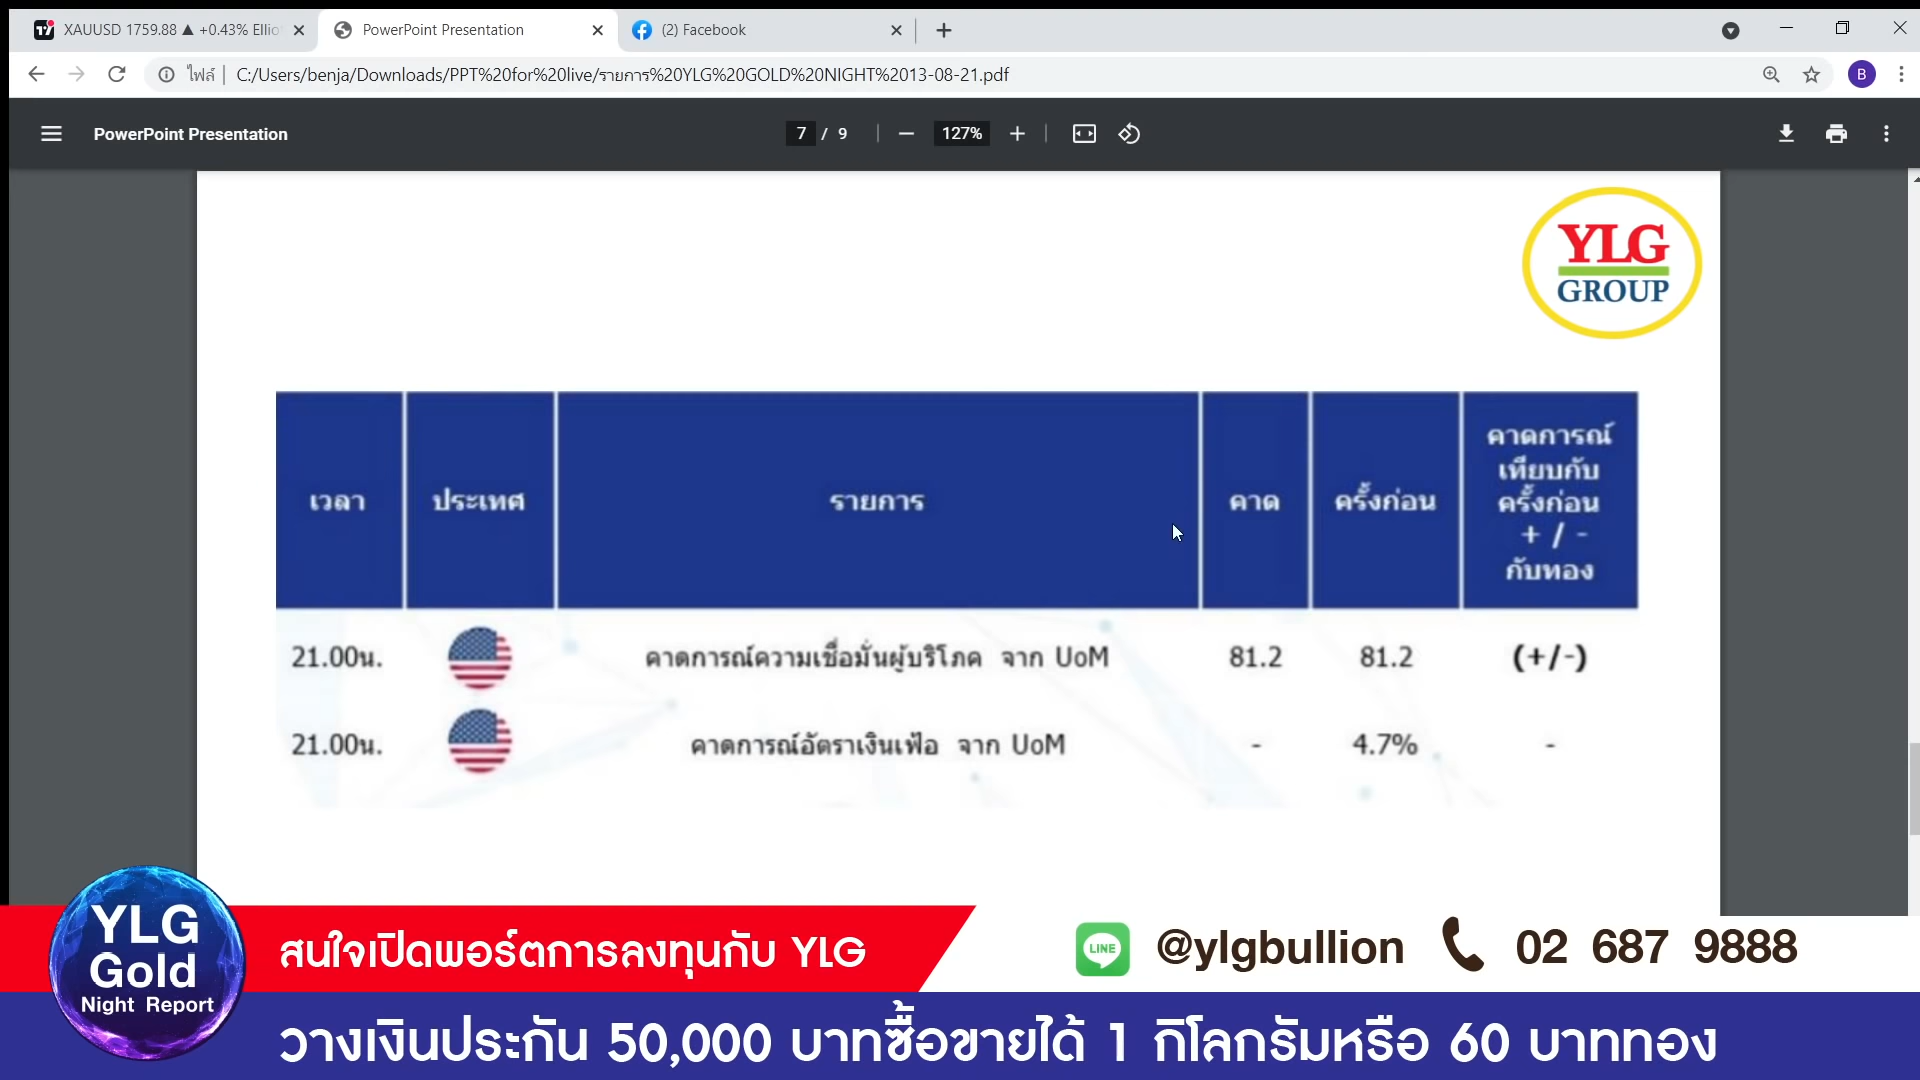 XAUUSD 1759.88 ▲ +0.43% Ellio
PowerPoint Presentation
(2) Facebook
ไฟล์ | C:/Users/benja/Downloads/PPT%20for%20live/รายการ%20YLG%20GOLD%20NIGHT%2013-08-21.pdf
B
PowerPoint Presentation
7 / 9
127%
YLG
GROUP
เวลา ประเทศ รายการ คาด ครั้งก่อน คาดการณ์
เทียบกับ
ครั้งก่อน
+ / -
กับทอง
21.00น. คาดการณ์ความเชื่อมั่นผู้บริโภค จาก UoM 81.2 81.2 (+/-)
21.00น. คาดการณ์อัตราเงินเฟ้อ จาก UoM - 4.7% -
YLG
Gold
Night Report
สนใจเปิดพอร์ตการลงทุนกับ YLG
LINE
@ylgbullion
02 687 9888
วางเงินประกัน 50,000 บาทซื้อขายได้ 1 กิโลกรัมหรือ 60 บาททอง